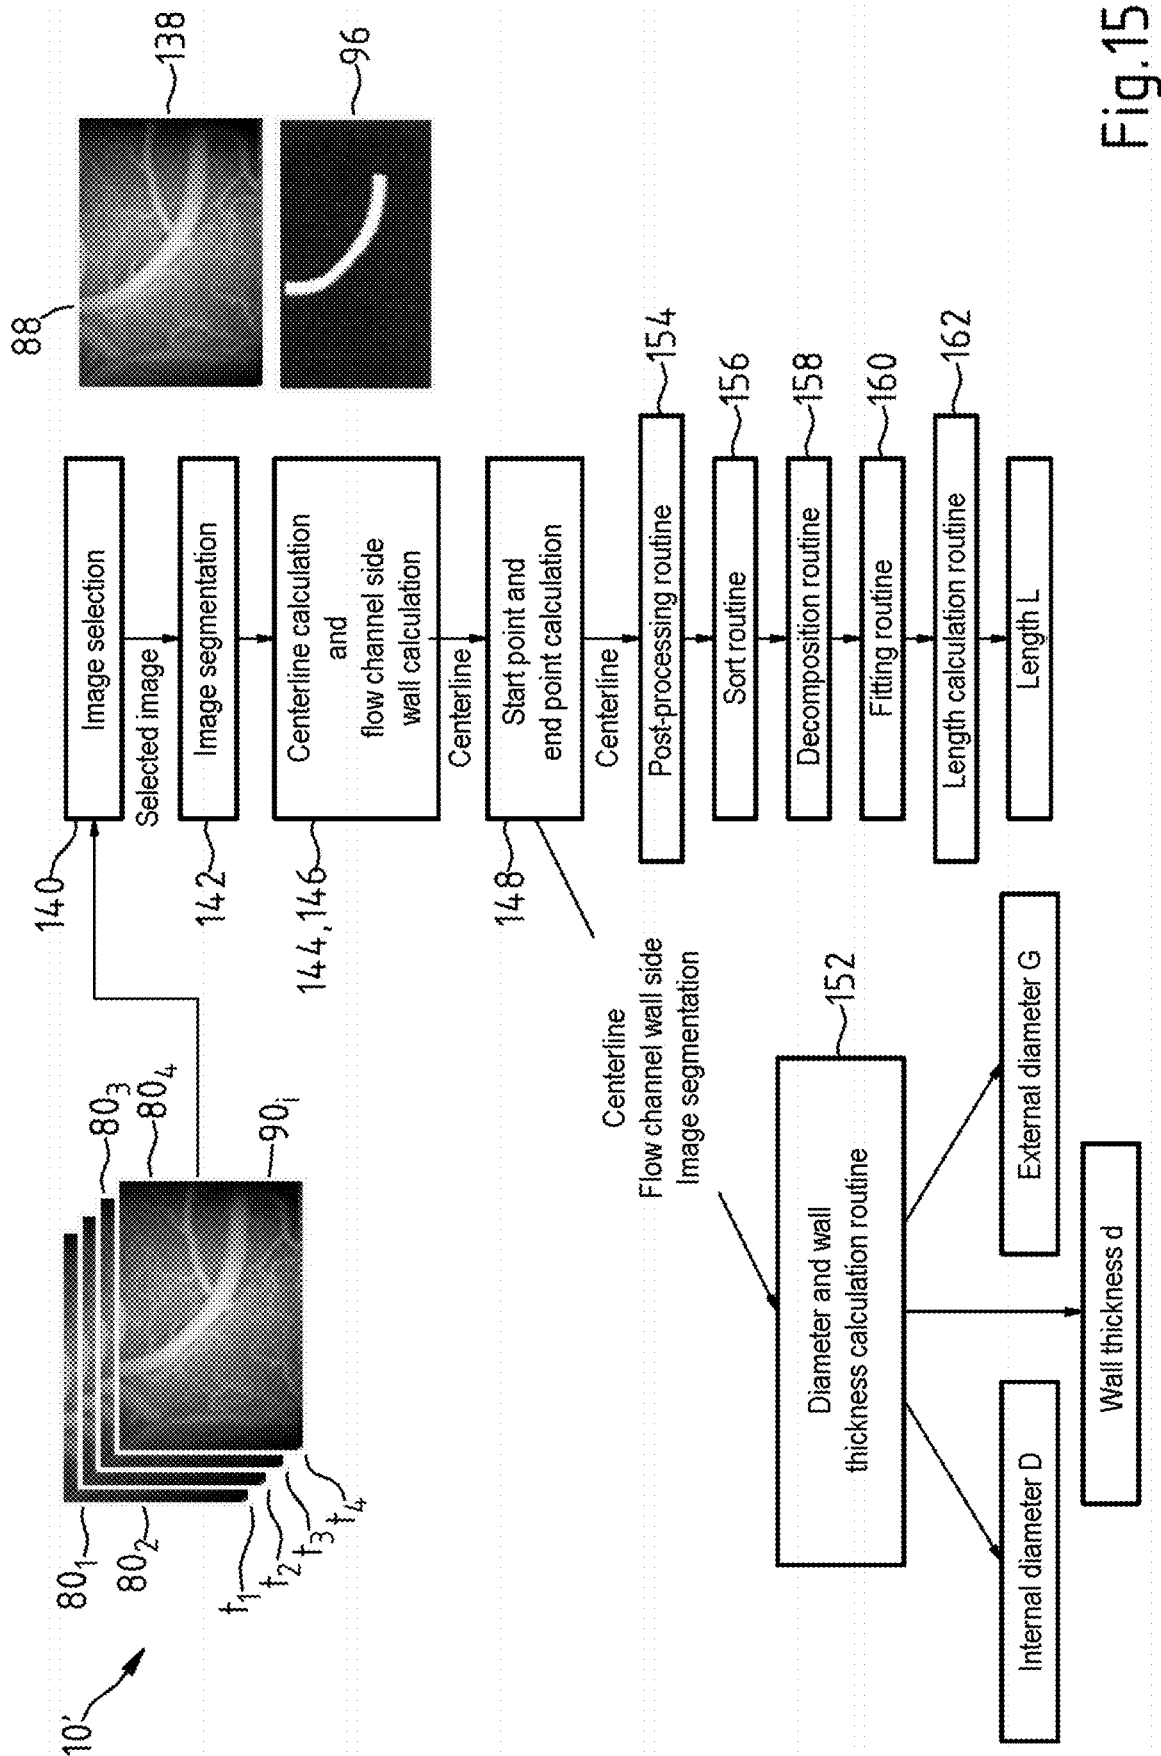 10'
80₁
80₂
80₃
80₄
90ᵢ
t₁
t₂
t₃
t₄
140
Image selection
88
138
96
Selected image
142
Image segmentation
144, 146
Centerline calculation
and
flow channel side
wall calculation
Centerline
148
Start point and
end point calculation
Centerline
Centerline
Flow channel wall side
Image segmentation
Post-processing routine
154
Sort routine
156
Decomposition routine
158
Fitting routine
160
Length calculation routine
162
Length L
152
Diameter and wall
thickness calculation routine
Internal diameter D
Wall thickness d
External diameter G
Fig.15